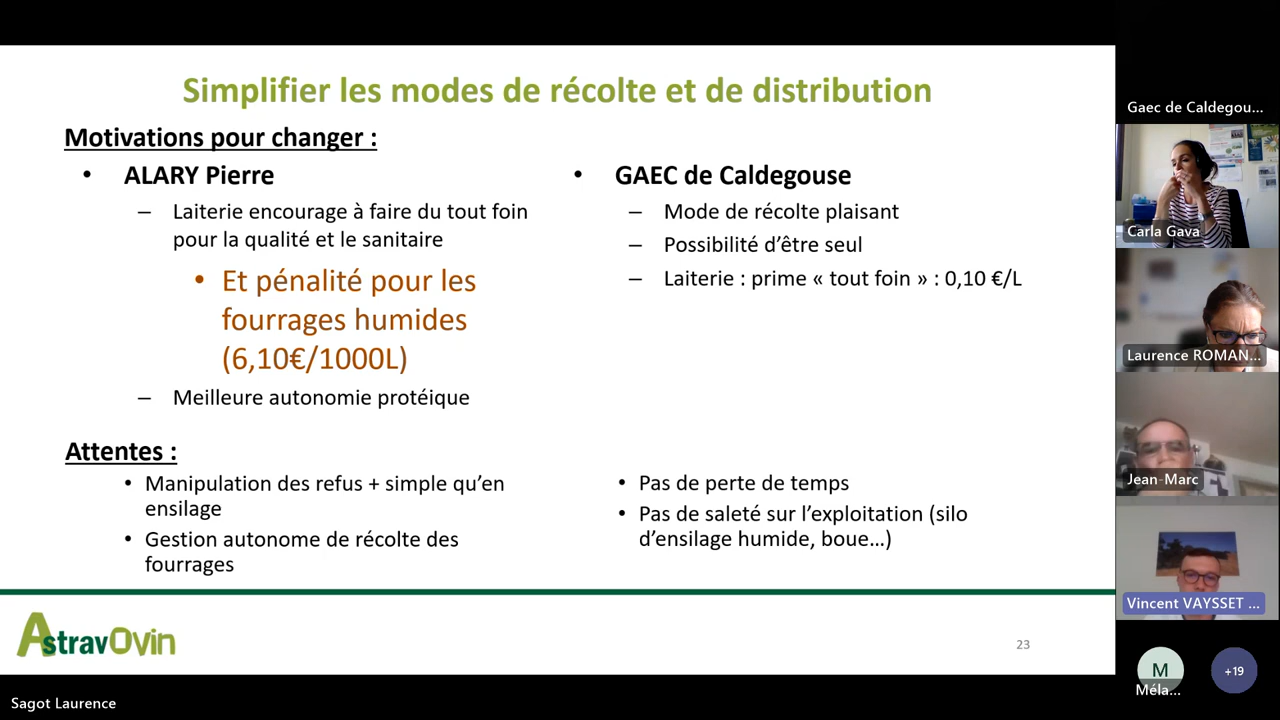 Simplifier les modes de récolte et de distribution
Motivations pour changer :
• ALARY Pierre
– Laiterie encourage à faire du tout foin
pour la qualité et le sanitaire
• Et pénalité pour les
fourrages humides
(6,10€/1000L)
– Meilleure autonomie protéique
• GAEC de Caldegouse
– Mode de récolte plaisant
– Possibilité d’être seul
– Laiterie : prime « tout foin » : 0,10 €/L
Attentes :
• Manipulation des refus + simple qu’en
ensilage
• Gestion autonome de récolte des
fourrages
• Pas de perte de temps
• Pas de saleté sur l’exploitation (silo
d’ensilage humide, boue…)
AstravOvin
23
Sagot Laurence
Gaec de Caldegou...
Carla Gava
Laurence ROMAN...
Jean-Marc
Vincent VAYSSET ...
M
Méla...
+19